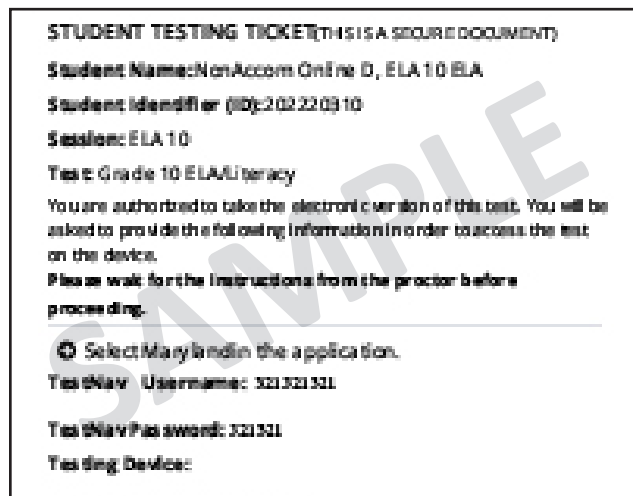 STUDENT TESTING TICKET(THIS IS A SECURE DOCUMENT)
Student Name:NonAccom Online D, ELA10 ELA
Student Identifier (ID):202220310
Session: ELA 10
Test: Grade 10 ELA/Literacy
You are authorized to take the electronic version of this test. You will be
asked to provide the following information in order to access the test
on the device.
Please wait for the instructions from the proctor before
proceeding.
Select Maryland in the application.
TestNav Username: 321321321
TestNav Password: 321321
Testing Device:
SAMPLE